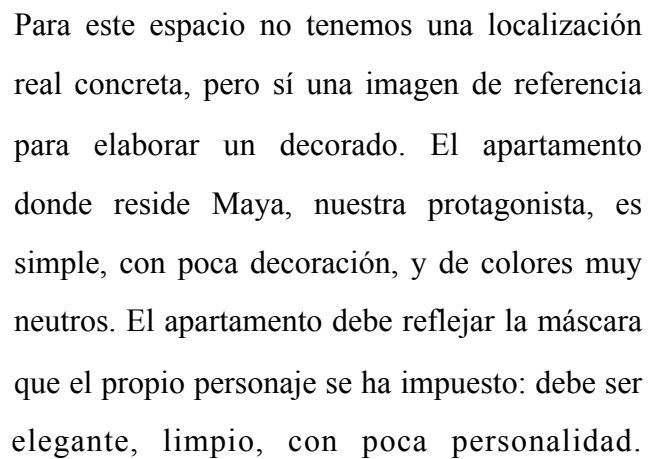 Para este espacio no tenemos una localización
real concreta, pero sí una imagen de referencia
para elaborar un decorado. El apartamento
donde reside Maya, nuestra protagonista, es
simple, con poca decoración, y de colores muy
neutros. El apartamento debe reflejar la máscara
que el propio personaje se ha impuesto: debe ser
elegante, limpio, con poca personalidad.